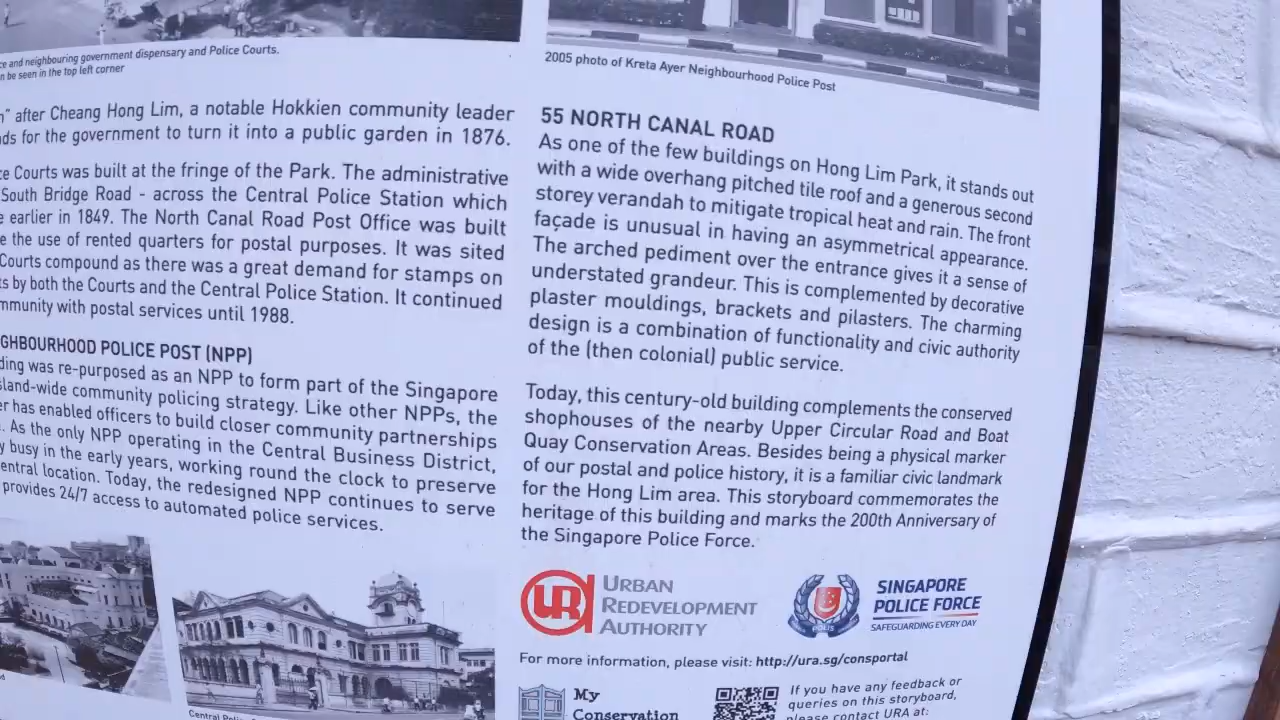 ce and neighbouring government dispensary and Police Courts.
n be seen in the top left corner
n" after Cheang Hong Lim, a notable Hokkien community leader
ds for the government to turn it into a public garden in 1876.
ce Courts was built at the fringe of the Park. The administrative
South Bridge Road - across the Central Police Station which
e earlier in 1849. The North Canal Road Post Office was built
e the use of rented quarters for postal purposes. It was sited
Courts compound as there was a great demand for stamps on
ts by both the Courts and the Central Police Station. It continued
mmunity with postal services until 1988.
GHBOURHOOD POLICE POST (NPP)
ding was re-purposed as an NPP to form part of the Singapore
sland-wide community policing strategy. Like other NPPs, the
er has enabled officers to build closer community partnerships
. As the only NPP operating in the Central Business District,
y busy in the early years, working round the clock to preserve
entral location. Today, the redesigned NPP continues to serve
provides 24/7 access to automated police services.
Central
2005 photo of Kreta Ayer Neighbourhood Police Post
55 NORTH CANAL ROAD
As one of the few buildings on Hong Lim Park, it stands out
with a wide overhang pitched tile roof and a generous second
storey verandah to mitigate tropical heat and rain. The front
façade is unusual in having an asymmetrical appearance.
The arched pediment over the entrance gives it a sense of
understated grandeur. This is complemented by decorative
plaster mouldings, brackets and pilasters. The charming
design is a combination of functionality and civic authority
of the (then colonial) public service.
Today, this century-old building complements the conserved
shophouses of the nearby Upper Circular Road and Boat
Quay Conservation Areas. Besides being a physical marker
of our postal and police history, it is a familiar civic landmark
for the Hong Lim area. This storyboard commemorates the
heritage of this building and marks the 200th Anniversary of
the Singapore Police Force.
URBAN
REDEVELOPMENT
AUTHORITY
POLIS
SINGAPORE
POLICE FORCE
SAFEGUARDING EVERY DAY
For more information, please visit: http://ura.sg/consportal
My
Conservation
If you have any feedback or
queries on this storyboard,
please contact URA at: